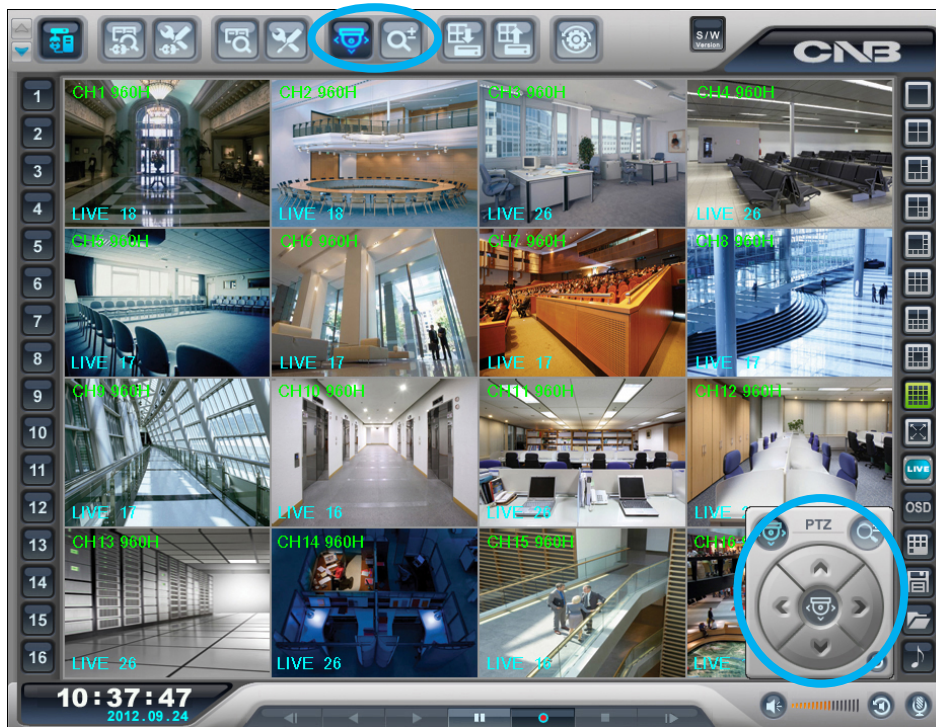 S/W
Version
CNB
1
2
3
4
5
6
7
8
9
10
11
12
13
14
15
16
CH1 960H
LIVE 18
CH2 960H
LIVE 18
CH3 960H
LIVE 26
CH4 960H
LIVE 26
CH5 960H
LIVE 17
CH6 960H
LIVE 17
CH7 960H
LIVE 17
CH8 960H
LIVE 17
CH9 960H
LIVE 17
CH10 960H
LIVE 16
CH11 960H
LIVE 26
CH12 960H
LIVE
CH13 960H
LIVE 26
CH14 960H
LIVE 26
CH15 960H
LIVE 16
CH16
LIVE
PTZ
LIVE
OSD
10:37:47
2012.09.24